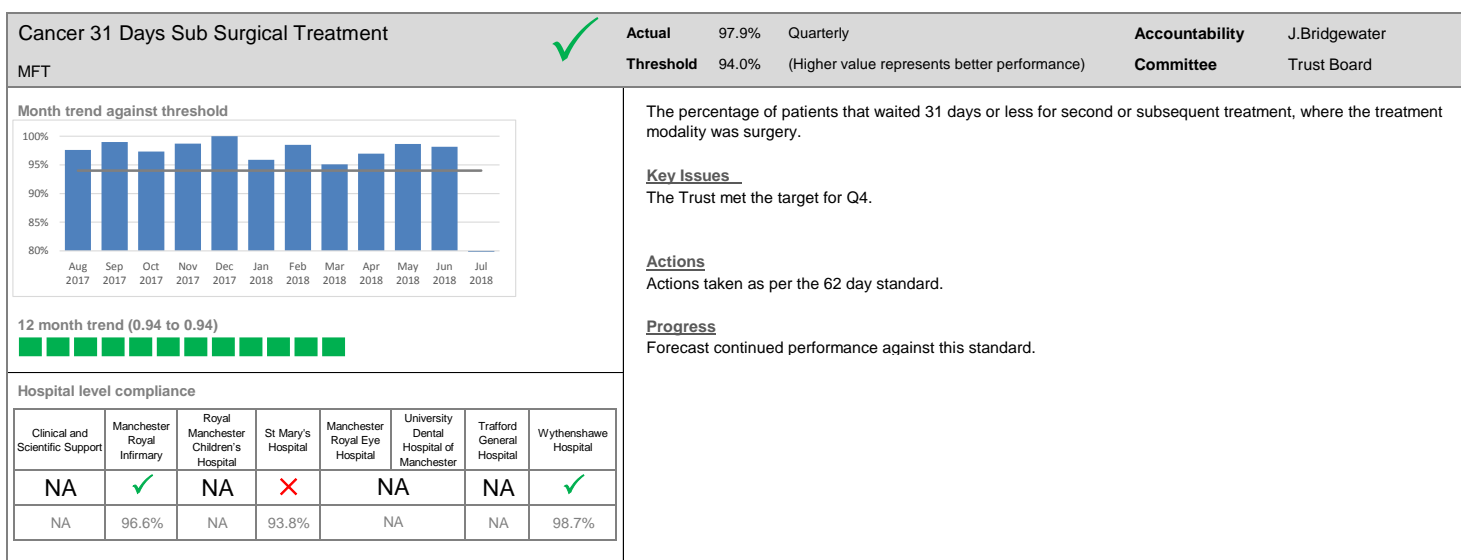 Cancer 31 Days Sub Surgical Treatment
MFT
Actual 97.9% Quarterly
Threshold 94.0% (Higher value represents better performance)
Accountability J.Bridgewater
Committee Trust Board
Month trend against threshold
100%
95%
90%
85%
80%
Aug Sep Oct Nov Dec Jan Feb Mar Apr May Jun Jul
2017 2017 2017 2017 2017 2018 2018 2018 2018 2018 2018 2018
12 month trend (0.94 to 0.94)
Hospital level compliance
Clinical and
Scientific Support
Manchester
Royal
Infirmary
Royal
Manchester
Children's
Hospital
St Mary's
Hospital
Manchester
Royal Eye
Hospital
University
Dental
Hospital of
Manchester
Trafford
General
Hospital
Wythenshawe
Hospital
NA ✓ NA ✕ NA NA ✓
NA 96.6% NA 93.8% NA NA 98.7%
The percentage of patients that waited 31 days or less for second or subsequent treatment, where the treatment
modality was surgery.
Key Issues
The Trust met the target for Q4.
Actions
Actions taken as per the 62 day standard.
Progress
Forecast continued performance against this standard.